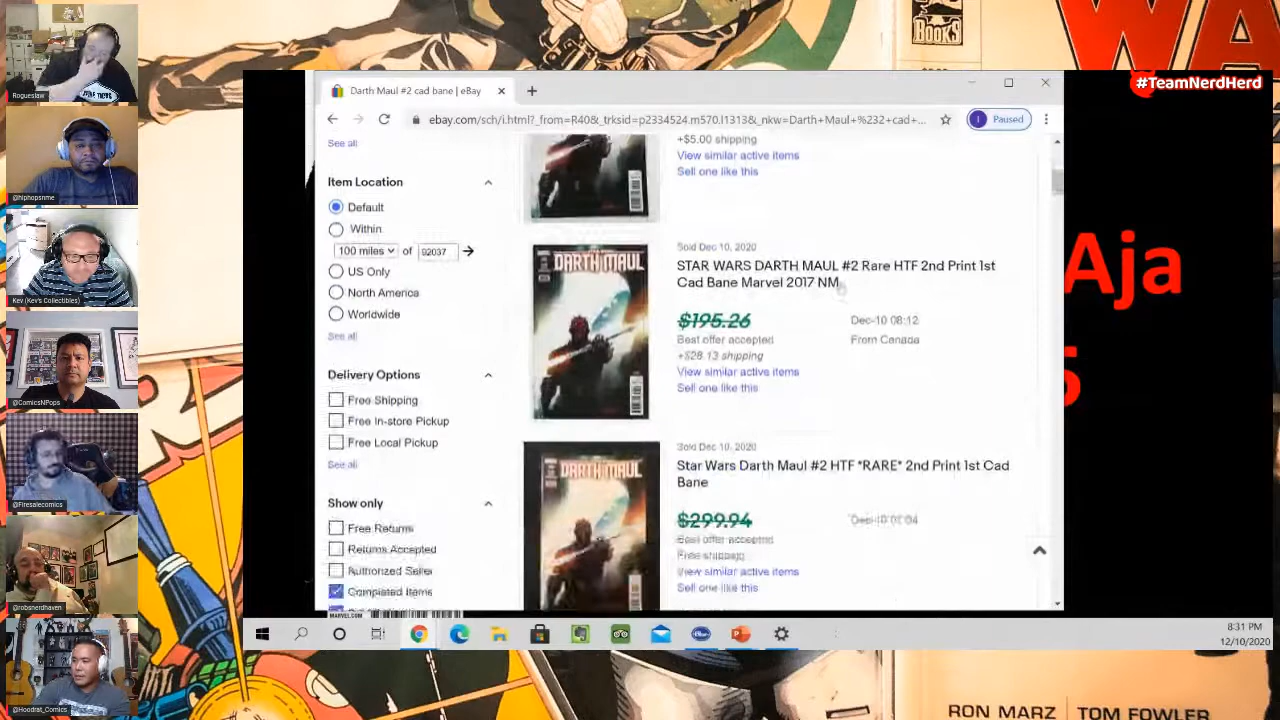 BOOKS
WA
#TeamNerdHerd
Rogueslaw
@hiphopsnme
Kev (Kev's Collectibles)
@ComicsNPops
@Firesalecomics
@robsnerdhaven
@Hoodrat_Comics
Darth Maul #2 cad bane | eBay
ebay.com/sch/i.html?_from=R40&_trksid=p2334524.m570.l1313&_nkw=Darth+Maul+%232+cad+...
Paused
See all
Item Location
Default
Within
100 miles of 92037
US Only
North America
Worldwide
See all
Delivery Options
Free Shipping
Free In-store Pickup
Free Local Pickup
See all
Show only
Free Returns
Returns Accepted
Authorized Seller
Completed Items
+$5.00 shipping
View similar active items
Sell one like this
DARTH MAUL
Sold Dec 10, 2020
STAR WARS DARTH MAUL #2 Rare HTF 2nd Print 1st
Cad Bane Marvel 2017 NM
$195.26
Dec-10 08:12
Best offer accepted
From Canada
+$28.13 shipping
View similar active items
Sell one like this
DARTH MAUL
Sold Dec 10, 2020
Star Wars Darth Maul #2 HTF *RARE* 2nd Print 1st Cad
Bane
$299.94
Best offer accepted
Free shipping
View similar active items
Sell one like this
Aja
5
MARVEL.COM
8:31 PM
12/10/2020
RON MARZ
TOM FOWLER